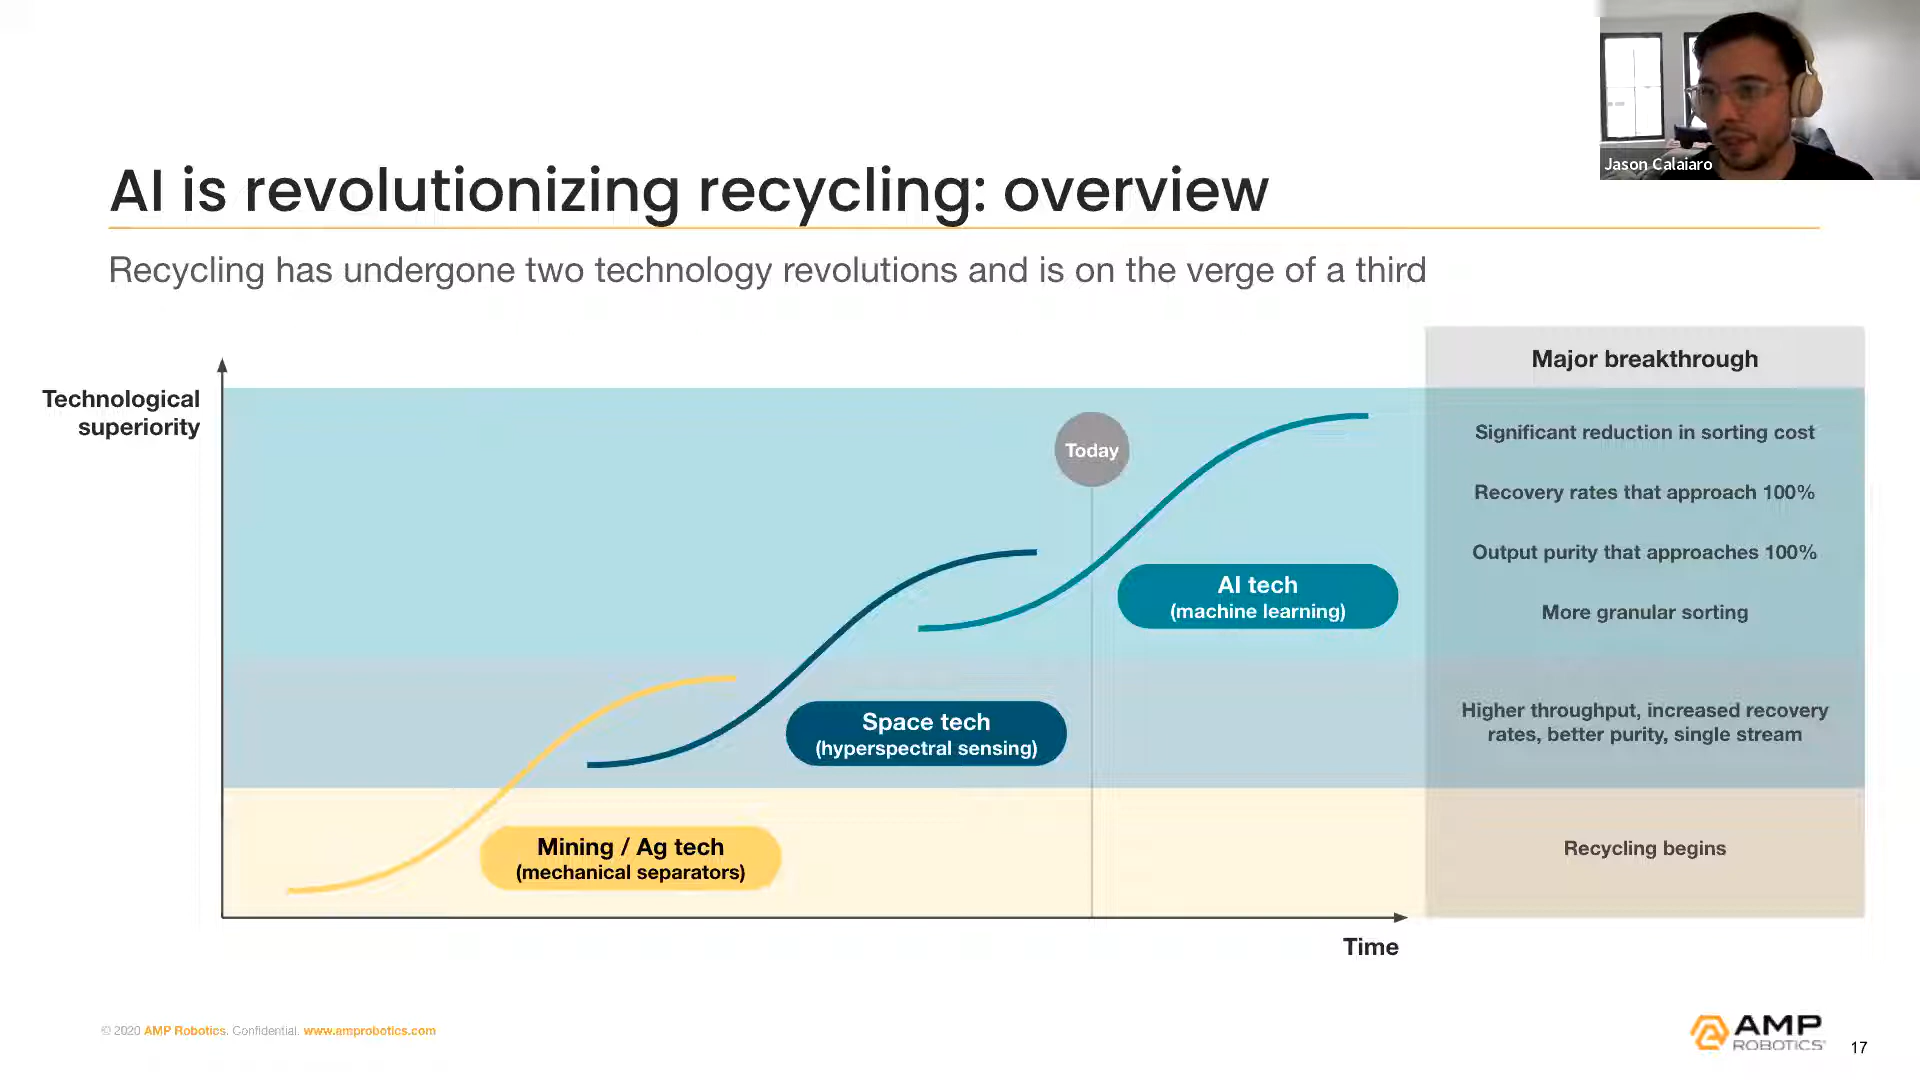 Jason Calaiaro
AI is revolutionizing recycling: overview
Recycling has undergone two technology revolutions and is on the verge of a third
Technological
superiority
Today
AI tech
(machine learning)
Space tech
(hyperspectral sensing)
Mining / Ag tech
(mechanical separators)
Time
Major breakthrough
Significant reduction in sorting cost
Recovery rates that approach 100%
Output purity that approaches 100%
More granular sorting
Higher throughput, increased recovery
rates, better purity, single stream
Recycling begins
© 2020 AMP Robotics. Confidential. www.amprobotics.com
AMP
ROBOTICS
17